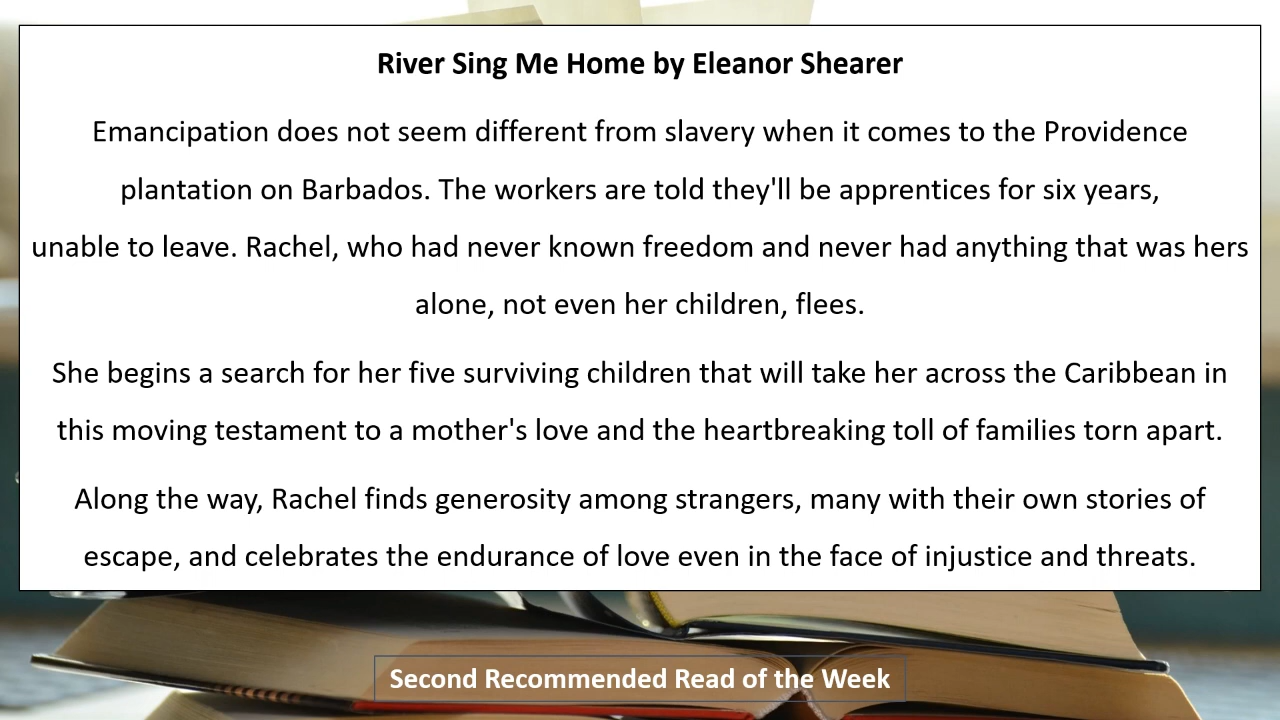 River Sing Me Home by Eleanor Shearer
Emancipation does not seem different from slavery when it comes to the Providence
plantation on Barbados. The workers are told they'll be apprentices for six years,
unable to leave. Rachel, who had never known freedom and never had anything that was hers
alone, not even her children, flees.
She begins a search for her five surviving children that will take her across the Caribbean in
this moving testament to a mother's love and the heartbreaking toll of families torn apart.
Along the way, Rachel finds generosity among strangers, many with their own stories of
escape, and celebrates the endurance of love even in the face of injustice and threats.
Second Recommended Read of the Week